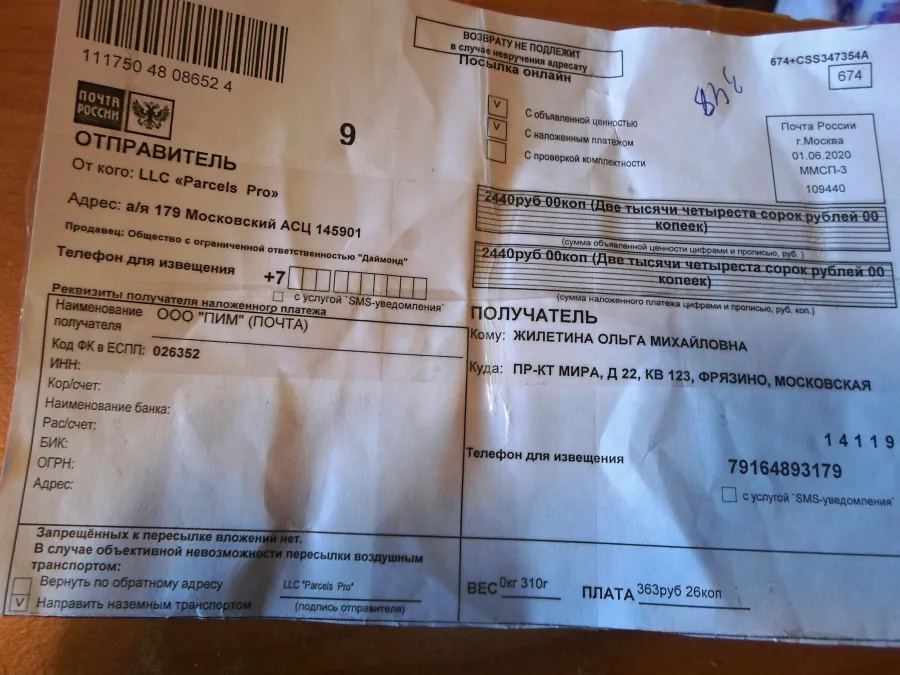 111750 48 08652 4
ПОЧТА
РОССИИ
9
ОТПРАВИТЕЛЬ
От кого: LLC «Parcels Pro»
Адрес: а/я 179 Московский АСЦ 145901
Продавец: Общество с ограниченной ответственностью "Даймонд"
Телефон для извещения
+7
с услугой `SMS-уведомления`
Реквизиты получателя наложенного платежа
Наименование получателя ООО "ПИМ" (ПОЧТА)
Код ФК в ЕСПП: 026352
ИНН:
Кор/счет:
Наименование банка:
Рас/счет:
БИК:
ОГРН:
Адрес:
Запрещённых к пересылке вложений нет.
В случае объективной невозможности пересылки воздушным
транспортом:
Вернуть по обратному адресу
V Направить наземным транспортом
LLC "Parcels Pro"
(подпись отправителя)
ВОЗВРАТУ НЕ ПОДЛЕЖИТ
в случае невручения адресату
Посылка онлайн
V С объявленной ценностью
V С наложенным платежом
С проверкой комплектности
674+CSS347354A
674
Почта России
г.Москва
01.06.2020
ММСП-3
109440
2440руб 00коп (Две тысячи четыреста сорок рублей 00
копеек)
(сумма объявленной ценности цифрами и прописью, руб. )
2440руб 00коп (Две тысячи четыреста сорок рублей 00
копеек)
(сумма наложенного платежа цифрами и прописью, руб, коп.)
ПОЛУЧАТЕЛЬ
Кому: ЖИЛЕТИНА ОЛЬГА МИХАЙЛОВНА
Куда: ПР-КТ МИРА, Д 22, КВ 123, ФРЯЗИНО, МОСКОВСКАЯ
14119
Телефон для извещения
79164893179
с услугой `SMS-уведомления`
ВЕС 0кг 310г
ПЛАТА 363руб 26коп